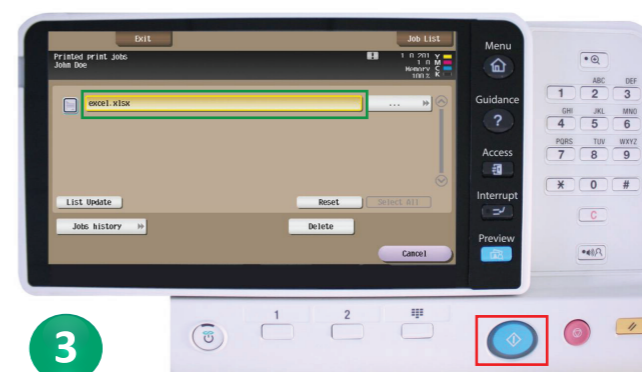 Exit
Job List
Menu
Printed print jobs
John Doe
Memory
100%
Y
M
C
K
excel.xlsx
...
Guidance
?
Access
List Update
Reset
Select All
Interrupt
Jobs history
Delete
Cancel
Preview
ABC DEF
1 2 3
GHI JKL MNO
4 5 6
PQRS TUV WXYZ
7 8 9
* 0 #
C
1 2
3